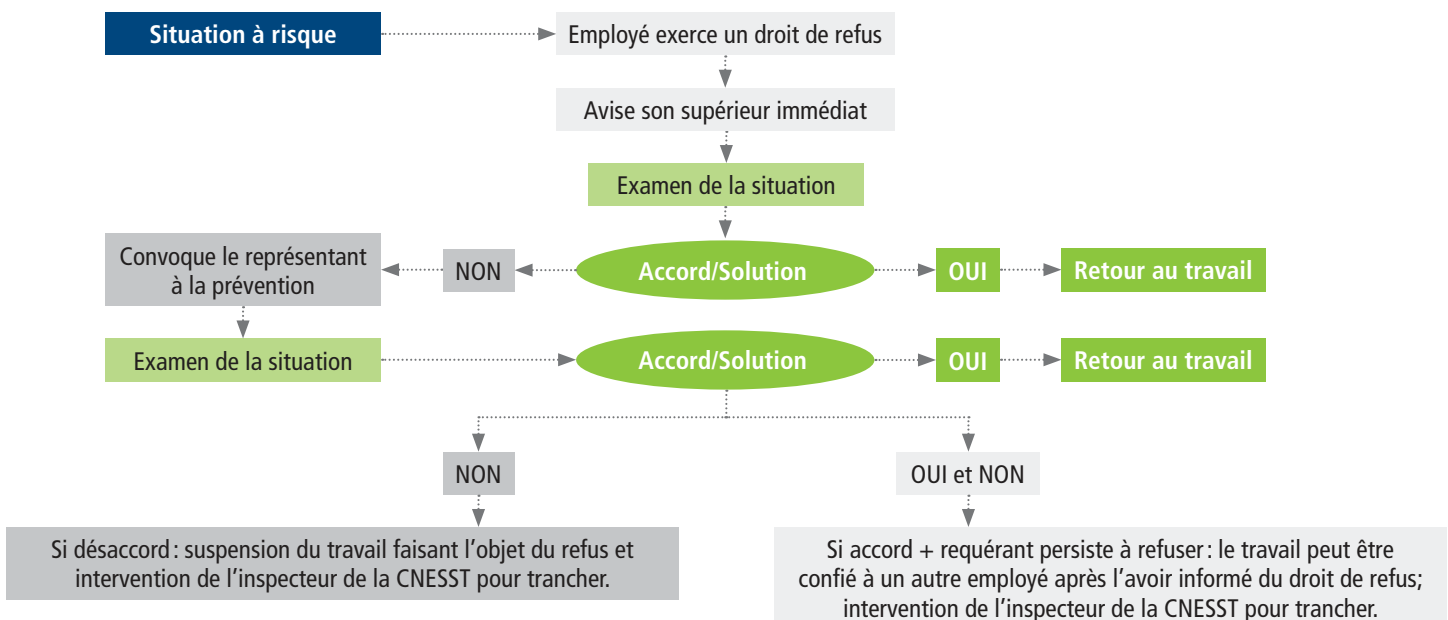 Situation à risque
Employé exerce un droit de refus
Avise son supérieur immédiat
Examen de la situation
Convoque le représentant
à la prévention
NON
Accord/Solution
OUI
Retour au travail
Examen de la situation
Accord/Solution
OUI
Retour au travail
NON
OUI et NON
Si désaccord : suspension du travail faisant l'objet du refus et
intervention de l'inspecteur de la CNESST pour trancher.
Si accord + requérant persiste à refuser : le travail peut être
confié à un autre employé après l'avoir informé du droit de refus;
intervention de l'inspecteur de la CNESST pour trancher.